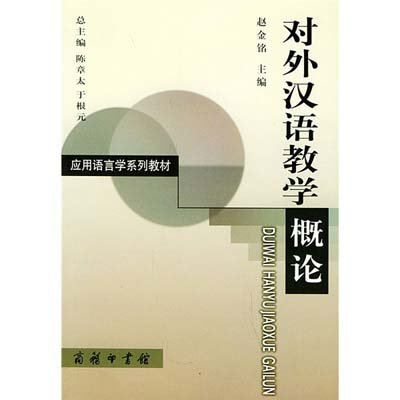 对外汉语教学
概论
DUIWAI HANYUJIAOXUE GAILUN
赵金铭 主编
总主编 陈章太 于根元
应用语言学系列教材
商务印书馆